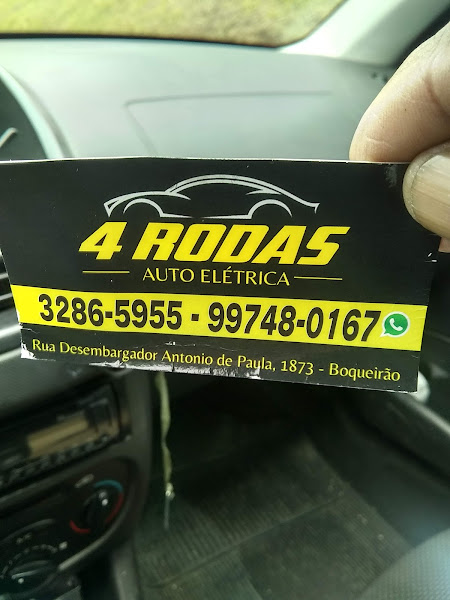 4 RODAS
AUTO ELÉTRICA
3286-5955 - 99748-0167
Rua Desembargador Antonio de Paula, 1873 - Boqueirão